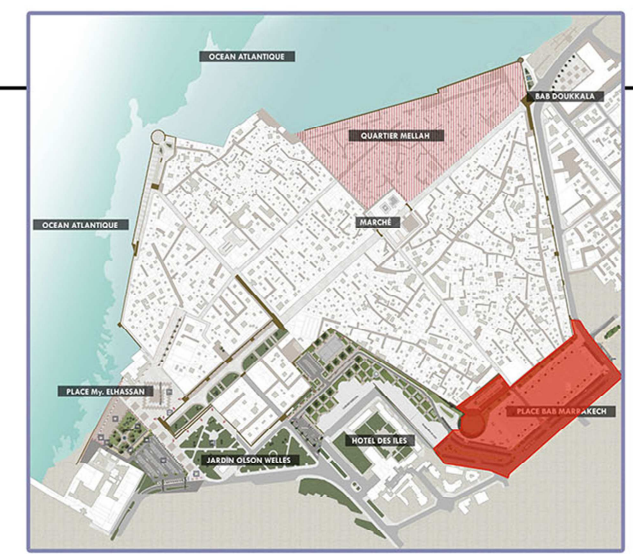 OCEAN ATLANTIQUE
BAB DOUKKALA
QUARTIER MELLAH
MARCHÉ
OCEAN ATLANTIQUE
PLACE My. ELHASSAN
PLACE BAB MARRAKECH
HOTEL DES ILES
JARDIN OLSON WELLES